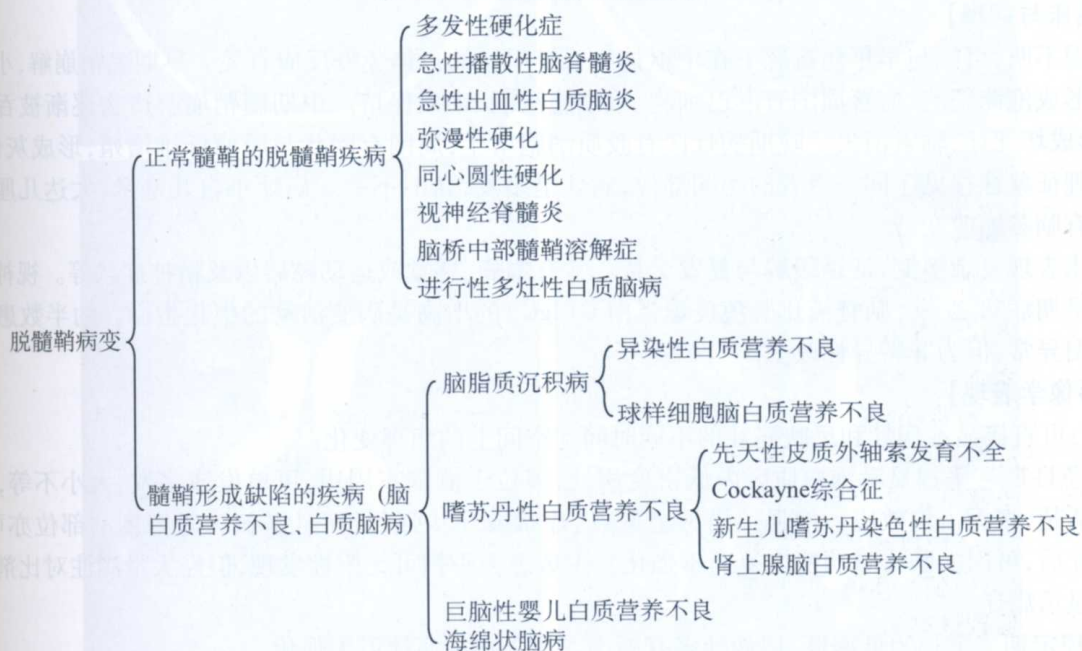 多发性硬化症
急性播散性脑脊髓炎
急性出血性白质脑炎
弥漫性硬化
正常髓鞘的脱髓鞘疾病
同心圆性硬化
视神经脊髓炎
脑桥中部髓鞘溶解症
进行性多灶性白质脑病
脱髓鞘病变
异染性白质营养不良
脑脂质沉积病
球样细胞脑白质营养不良
先天性皮质外轴索发育不全
髓鞘形成缺陷的疾病（脑
白质营养不良、白质脑病）
嗜苏丹性白质营养不良
Cockayne综合征
新生儿嗜苏丹染色性白质营养不良
肾上腺脑白质营养不良
巨脑性婴儿白质营养不良
海绵状脑病